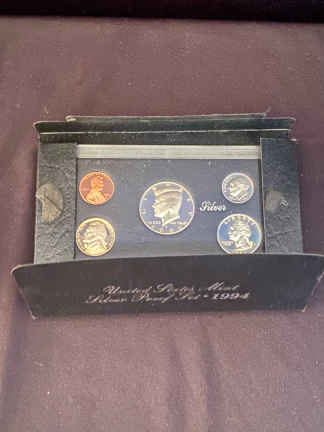 Silver
United States Mint
Silver Proof Set • 1994